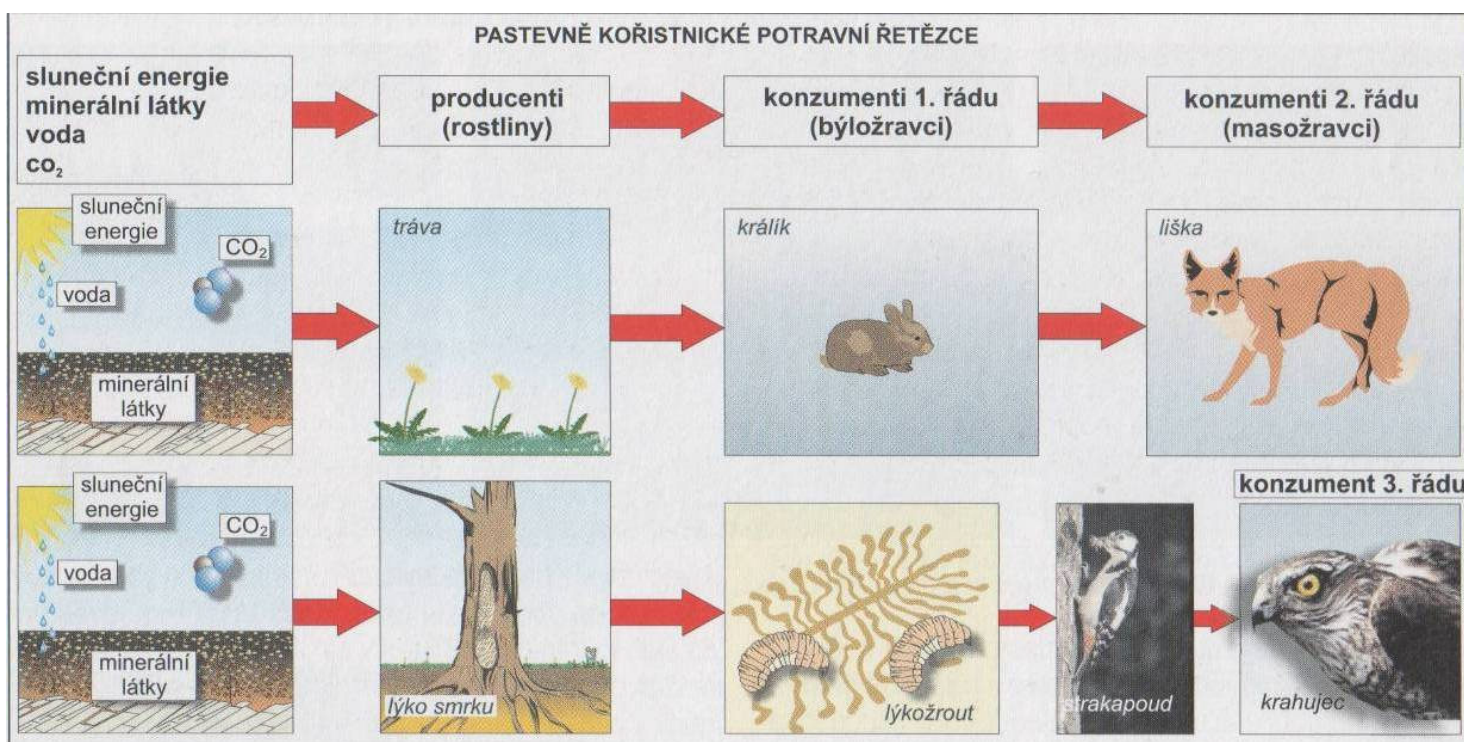 PASTEVNĚ KOŘISTNICKÉ POTRAVNÍ ŘETĚZCE
sluneční energie
minerální látky
voda
co₂
producenti
(rostliny)
konzumenti 1. řádu
(býložravci)
konzumenti 2. řádu
(masožravci)
sluneční
energie
CO₂
voda
minerální
látky
tráva
králík
liška
sluneční
energie
CO₂
voda
minerální
látky
lýko smrku
lýkožrout
strakapoud
konzument 3. řádu
krahujec